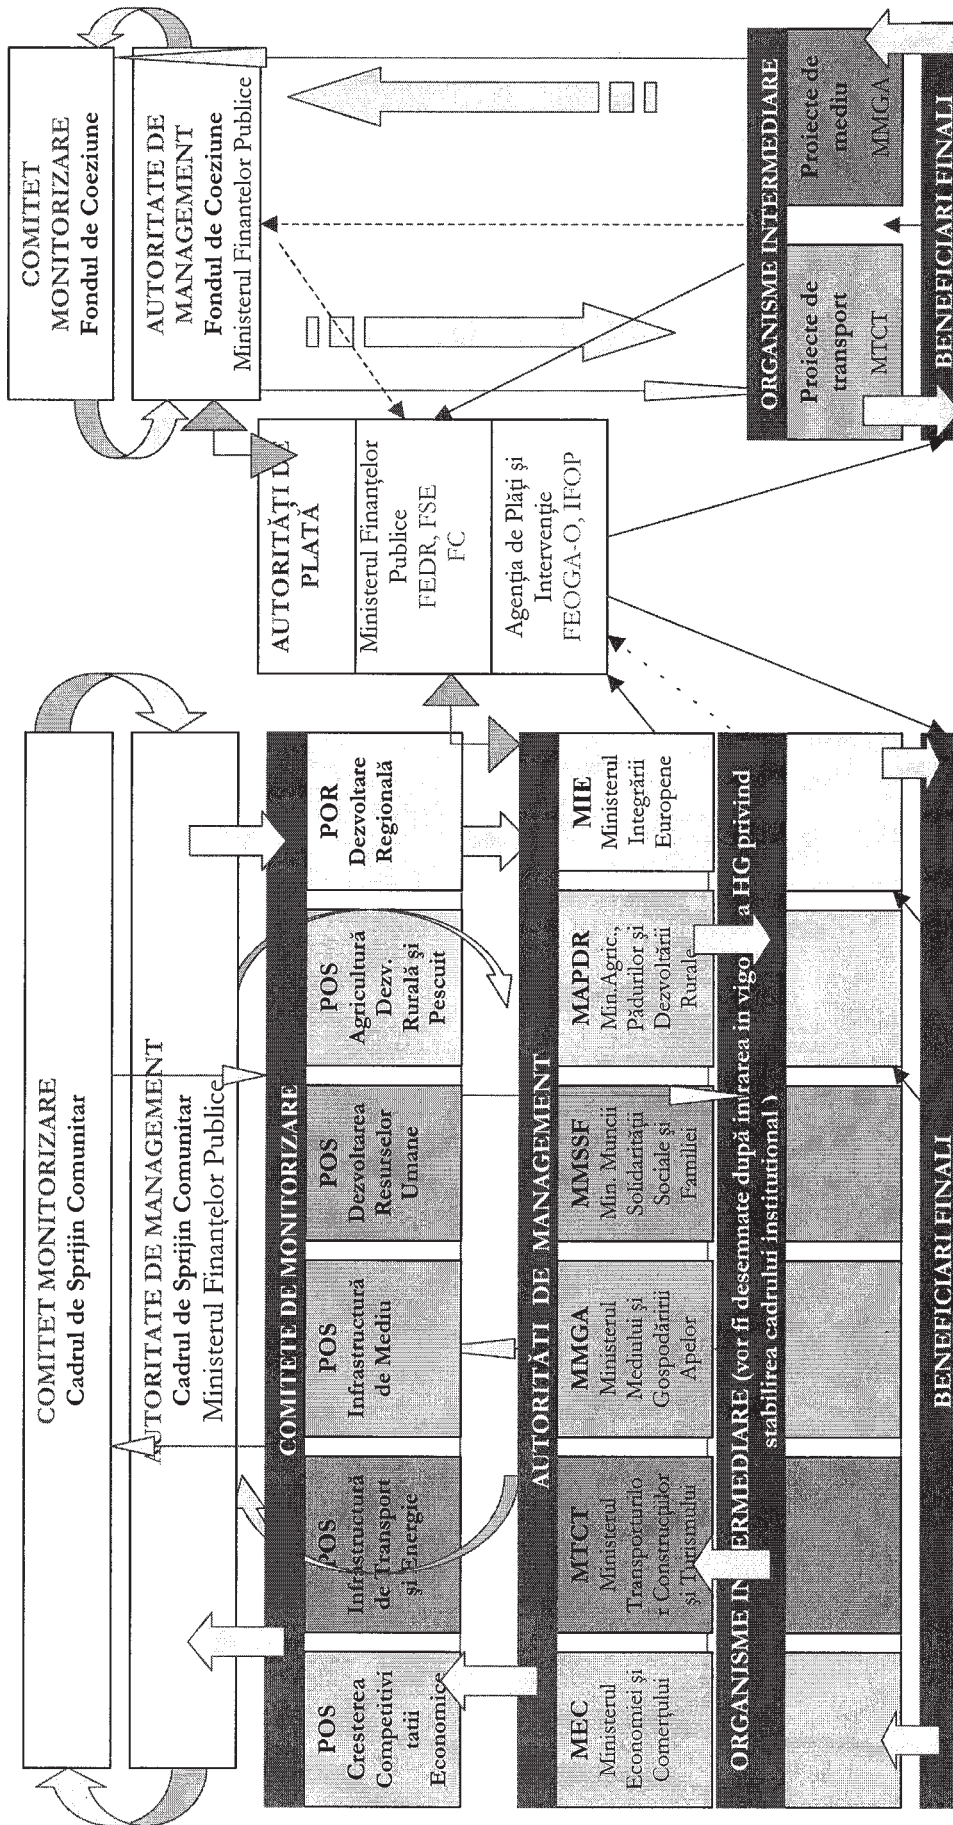 COMITET MONITORIZARE
Cadrul de Sprijin Comunitar
AUTORITATE DE MANAGEMENT
Cadrul de Sprijin Comunitar
Ministerul Finanțelor Publice
COMITETE DE MONITORIZARE
POS
Cresterea
Competitivi
tatii
Economice
POS
Infrastructură
de Transport
și Energie
POS
Infrastructură
de Mediu
POS
Dezvoltarea
Resurselor
Umane
POS
Agricultură
Dezv.
Rurală și
Pescuit
POR
Dezvoltare
Regională
AUTORITĂȚI DE MANAGEMENT
MEC
Ministerul
Economiei și
Comerțului
MTCT
Ministerul
Transporturilo
r Construcțiilor
și Turismului
MMGA
Ministerul
Mediului și
Gospodăririi
Apelor
MMSSF
Min. Muncii
Solidarității
Sociale și
Familiei
MAPDR
Min.Agric.,
Pădurilor și
Dezvoltării
Rurale
MIE
Ministerul
Integrării
Europene
ORGANISME INTERMEDIARE (vor fi desemnate după intrarea in vigoare a HG privind
stabilirea cadrului institutional )
BENEFICIARI FINALI
AUTORITĂȚI DE
PLATĂ
Ministerul Finanțelor
Publice
FEDR, FSE
FC
Agenția de Plăți și
Intervenție
FEOGA-O, IFOP
COMITET
MONITORIZARE
Fondul de Coeziune
AUTORITATE DE
MANAGEMENT
Fondul de Coeziune
Ministerul Finantelor Publice
ORGANISME INTERMEDIARE
Proiecte de
transport
MTCT
Proiecte de
mediu
MMGA
BENEFICIARI FINALI